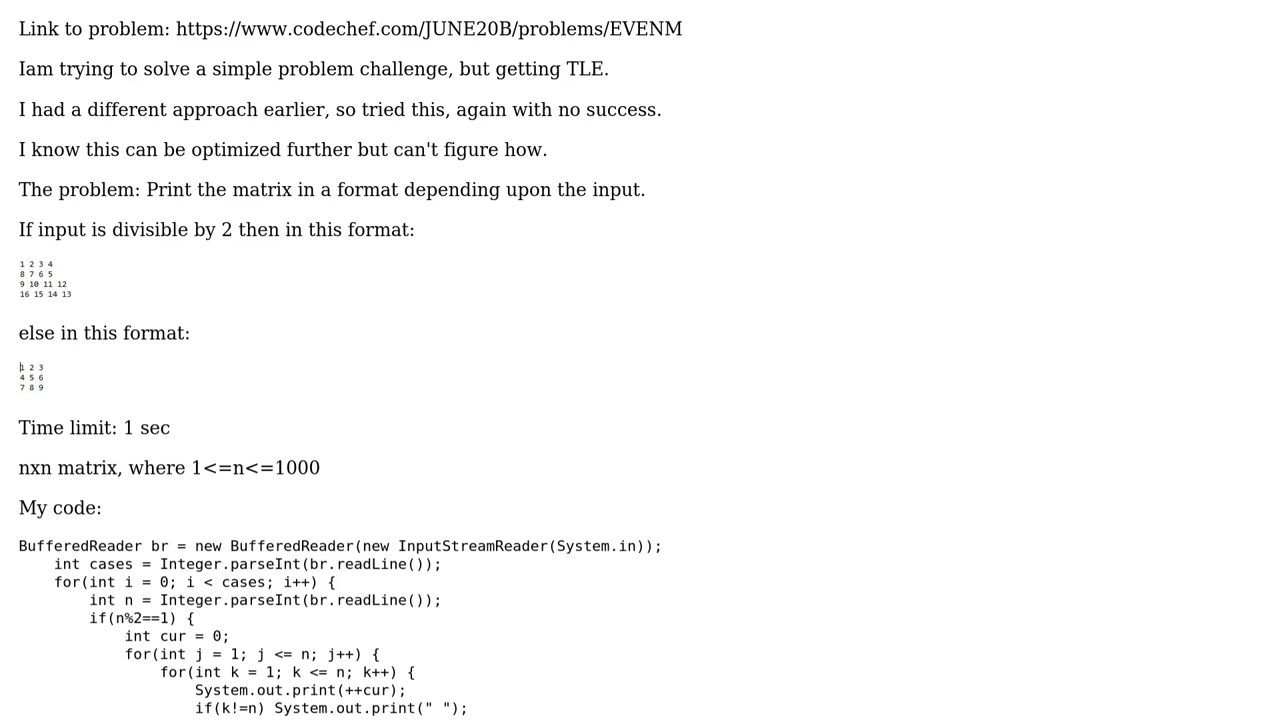 Link to problem: https://www.codechef.com/JUNE20B/problems/EVENM
Iam trying to solve a simple problem challenge, but getting TLE.
I had a different approach earlier, so tried this, again with no success.
I know this can be optimized further but can't figure how.
The problem: Print the matrix in a format depending upon the input.
If input is divisible by 2 then in this format:
1 2 3 4
8 7 6 5
9 10 11 12
16 15 14 13
else in this format:
1 2 3
4 5 6
7 8 9
Time limit: 1 sec
nxn matrix, where 1<=n<=1000
My code:
BufferedReader br = new BufferedReader(new InputStreamReader(System.in));
    int cases = Integer.parseInt(br.readLine());
    for(int i = 0; i < cases; i++) {
        int n = Integer.parseInt(br.readLine());
        if(n%2==1) {
            int cur = 0;
            for(int j = 1; j <= n; j++) {
                for(int k = 1; k <= n; k++) {
                    System.out.print(++cur);
                    if(k!=n) System.out.print(" ");